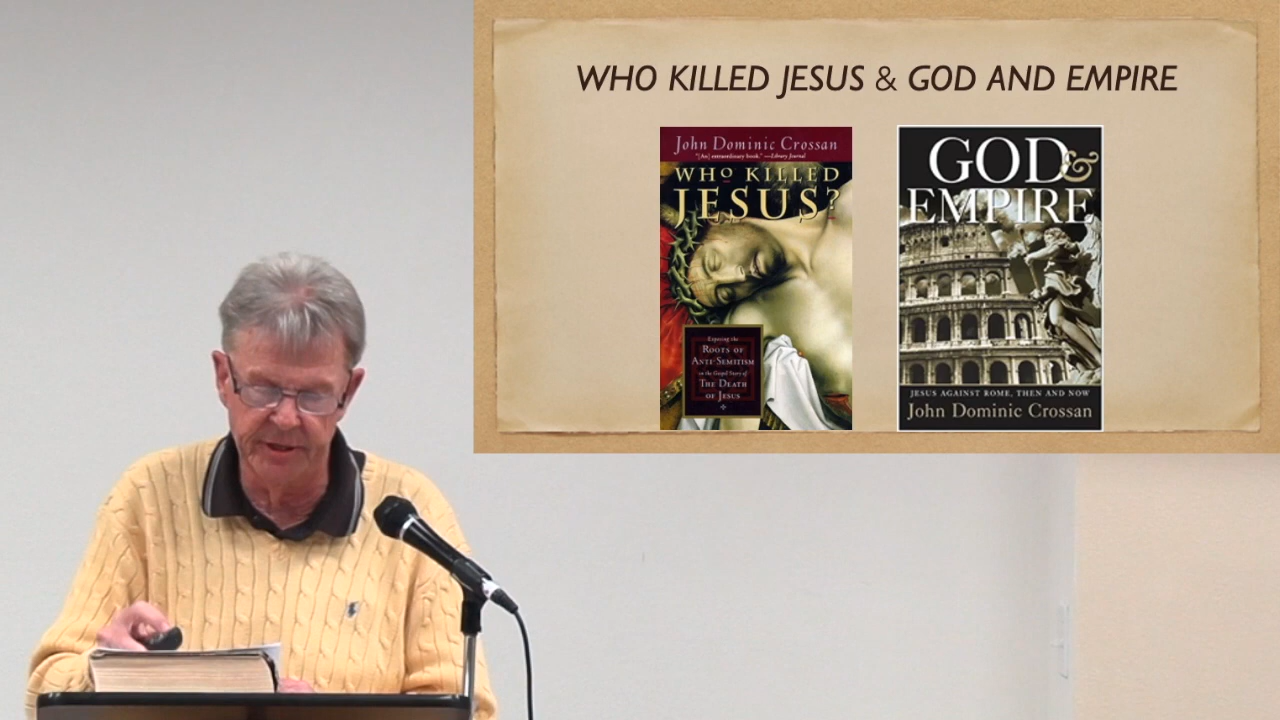 WHO KILLED JESUS & GOD AND EMPIRE
John Dominic Crossan
"[An] extraordinary book." —Library Journal
WHO KILLED
JESUS?
Exposing the
ROOTS OF
ANTI-SEMITISM
in the Gospel Story of
THE DEATH
OF JESUS
GOD &
EMPIRE
JESUS AGAINST ROME, THEN AND NOW
John Dominic Crossan